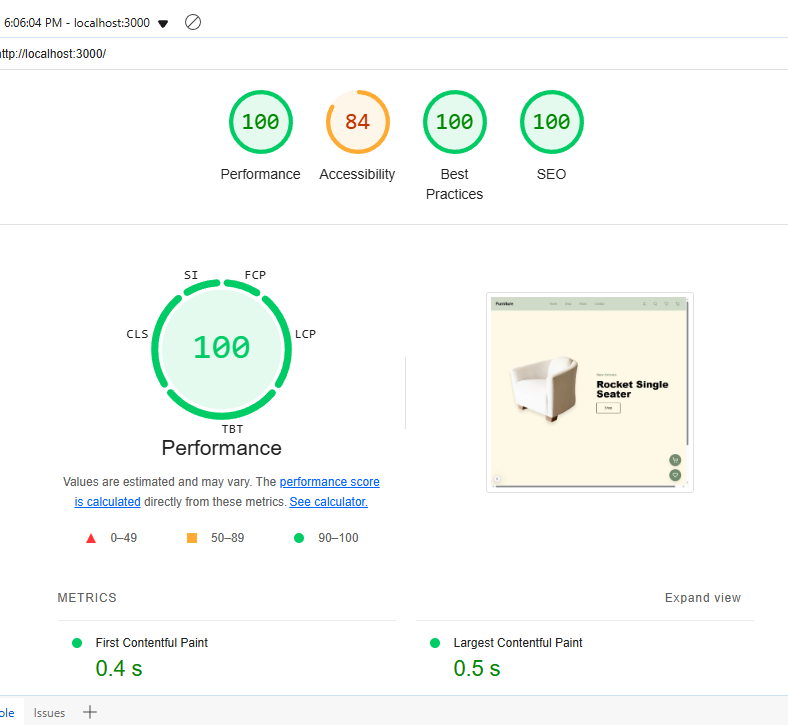 6:06:04 PM - localhost:3000
ttp://localhost:3000/
100 84 100 100
Performance Accessibility Best Practices SEO
SI FCP
CLS 100 LCP
TBT
Performance
Values are estimated and may vary. The performance score
is calculated directly from these metrics. See calculator.
0–49 50–89 90–100
Furniture
Rocket Single
Seater
METRICS Expand view
First Contentful Paint Largest Contentful Paint
0.4 s 0.5 s
ole Issues